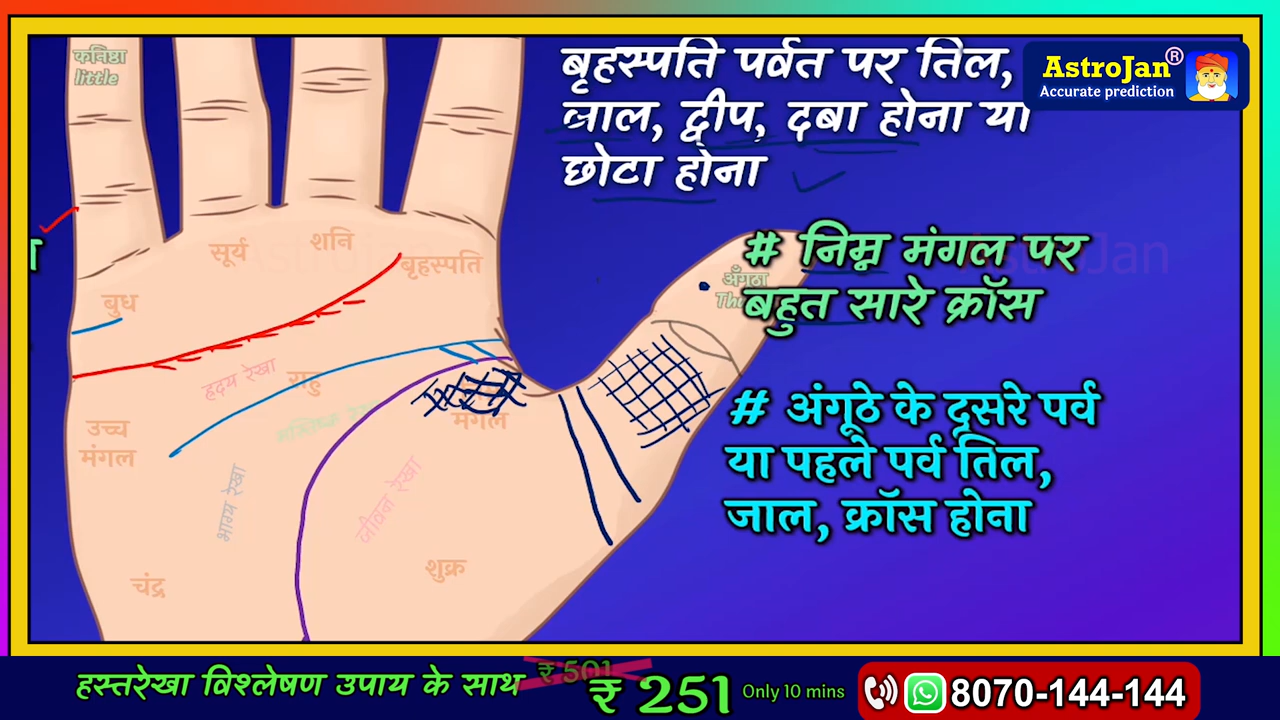 कनिष्ठा
little
बृहस्पति पर्वत पर तिल,
जाल, द्वीप, दबा होना या
छोटा होना
AstroJan®
Accurate prediction
सूर्य
शनि
बृहस्पति
बुध
# निम्न मंगल पर
बहुत सारे क्रॉस
अँगूठा
हृदय रेखा
राहु
मंगल
उच्च
मंगल
# अंगूठे के दूसरे पर्व
या पहले पर्व तिल,
जाल, क्रॉस होना
भाग्य रेखा
जीवन रेखा
चंद्र
शुक्र
हस्तरेखा विश्लेषण उपाय के साथ ₹ 501 ₹ 251 Only 10 mins 8070-144-144